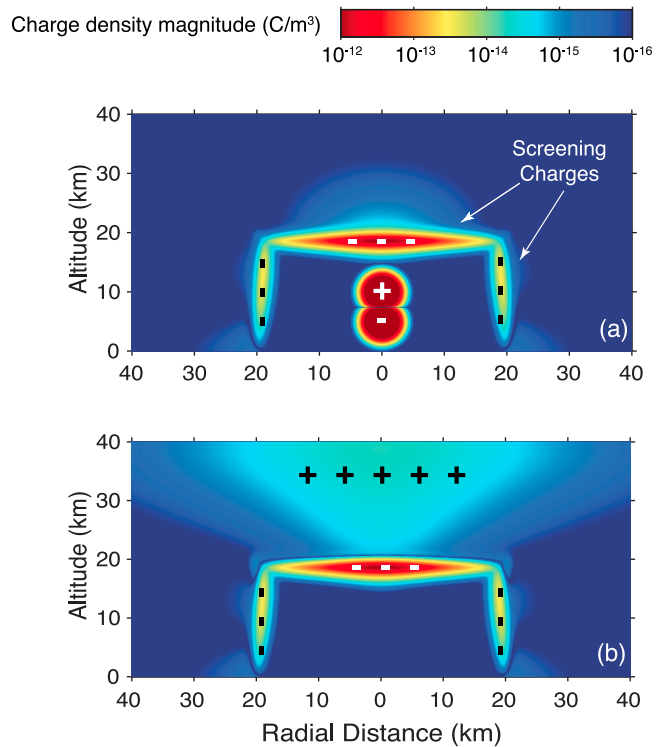 Charge density magnitude (C/m³)
10⁻¹² 10⁻¹³ 10⁻¹⁴ 10⁻¹⁵ 10⁻¹⁶
40
30
20
10
0
Altitude (km)
Screening
Charges
+
- - -
- - -
- - -
-
(a)
40 30 20 10 0 10 20 30 40
40
30
20
10
0
Altitude (km)
+ + + + +
- - -
- - -
- - -
(b)
40 30 20 10 0 10 20 30 40
Radial Distance (km)